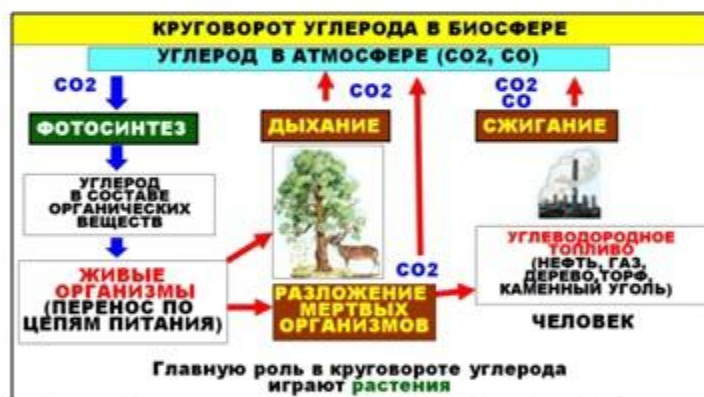 КРУГОВОРОТ УГЛЕРОДА В БИОСФЕРЕ
УГЛЕРОД В АТМОСФЕРЕ (СО2, СО)
СО2
ФОТОСИНТЕЗ
УГЛЕРОД
В СОСТАВЕ
ОРГАНИЧЕСКИХ
ВЕЩЕСТВ
ЖИВЫЕ
ОРГАНИЗМЫ
(ПЕРЕНОС ПО
ЦЕПЯМ ПИТАНИЯ)
СО2
ДЫХАНИЕ
СО2
РАЗЛОЖЕНИЕ
МЕРТВЫХ
ОРГАНИЗМОВ
СО2
СО
СЖИГАНИЕ
УГЛЕВОДОРОДНОЕ
ТОПЛИВО
(НЕФТЬ, ГАЗ,
ДЕРЕВО,ТОРФ,
КАМЕННЫЙ УГОЛЬ)
ЧЕЛОВЕК
Главную роль в круговороте углерода
играют растения